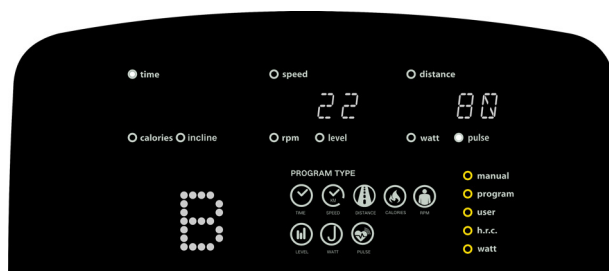 time speed distance
22 80
calories incline rpm level watt pulse
PROGRAM TYPE
manual
program
KM
TIME SPEED DISTANCE CALORIES RPM
user
h.r.c.
LEVEL WATT PULSE
watt
B